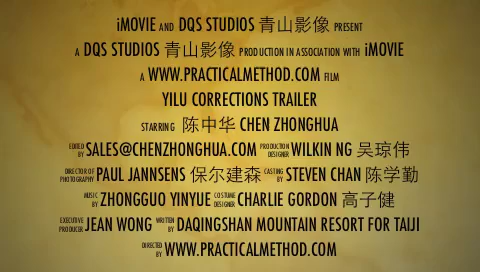 iMOVIE AND DQS STUDIOS 青山影像 PRESENT
A DQS STUDIOS 青山影像 PRODUCTION IN ASSOCIATION WITH iMOVIE
A WWW.PRACTICALMETHOD.COM FILM
YILU CORRECTIONS TRAILER
STARRING 陈中华 CHEN ZHONGHUA
EDITED BY SALES@CHENZHONGHUA.COM PRODUCTION DESIGNER WILKIN NG 吴琼伟
DIRECTOR OF PHOTOGRAPHY PAUL JANNSENS 保尔建森 CASTING BY STEVEN CHAN 陈学勤
MUSIC BY ZHONGGUO YINYUE COSTUME DESIGNER CHARLIE GORDON 高子健
EXECUTIVE PRODUCER JEAN WONG WRITTEN BY DAQINGSHAN MOUNTAIN RESORT FOR TAIJI
DIRECTED BY WWW.PRACTICALMETHOD.COM